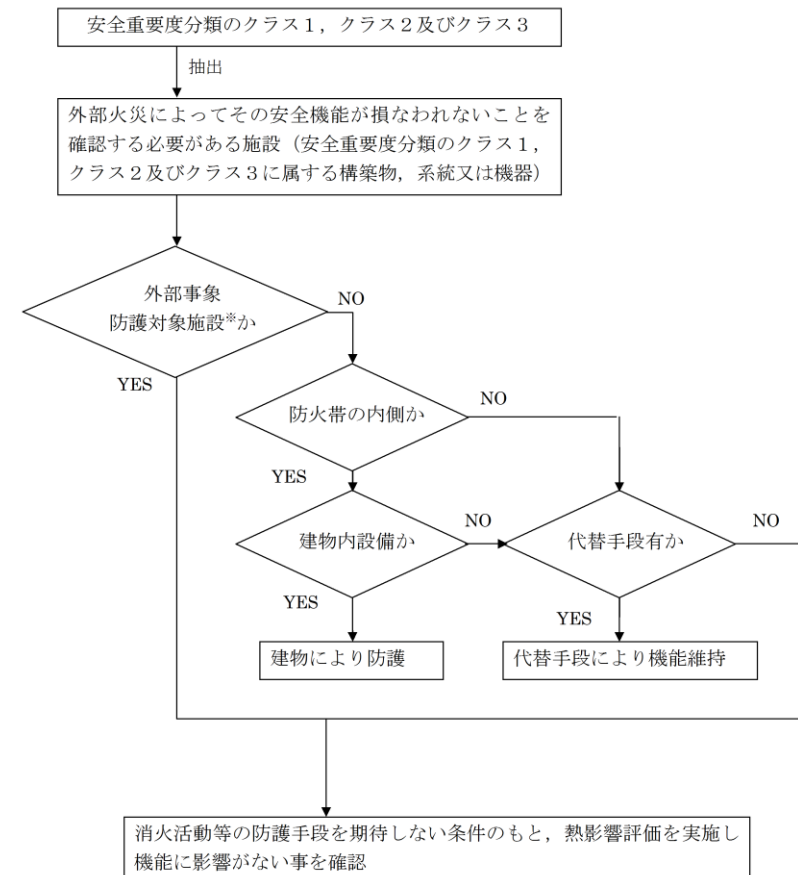 安全重要度分類のクラス１，クラス２及びクラス３
抽出
外部火災によってその安全機能が損なわれないことを
確認する必要がある施設（安全重要度分類のクラス１，
クラス２及びクラス３に属する構築物，系統又は機器）
外部事象
防護対象施設※か
NO
YES
防火帯の内側か
NO
YES
建物内設備か
NO
代替手段有か
NO
YES
YES
建物により防護
代替手段により機能維持
消火活動等の防護手段を期待しない条件のもと，熱影響評価を実施し
機能に影響がない事を確認